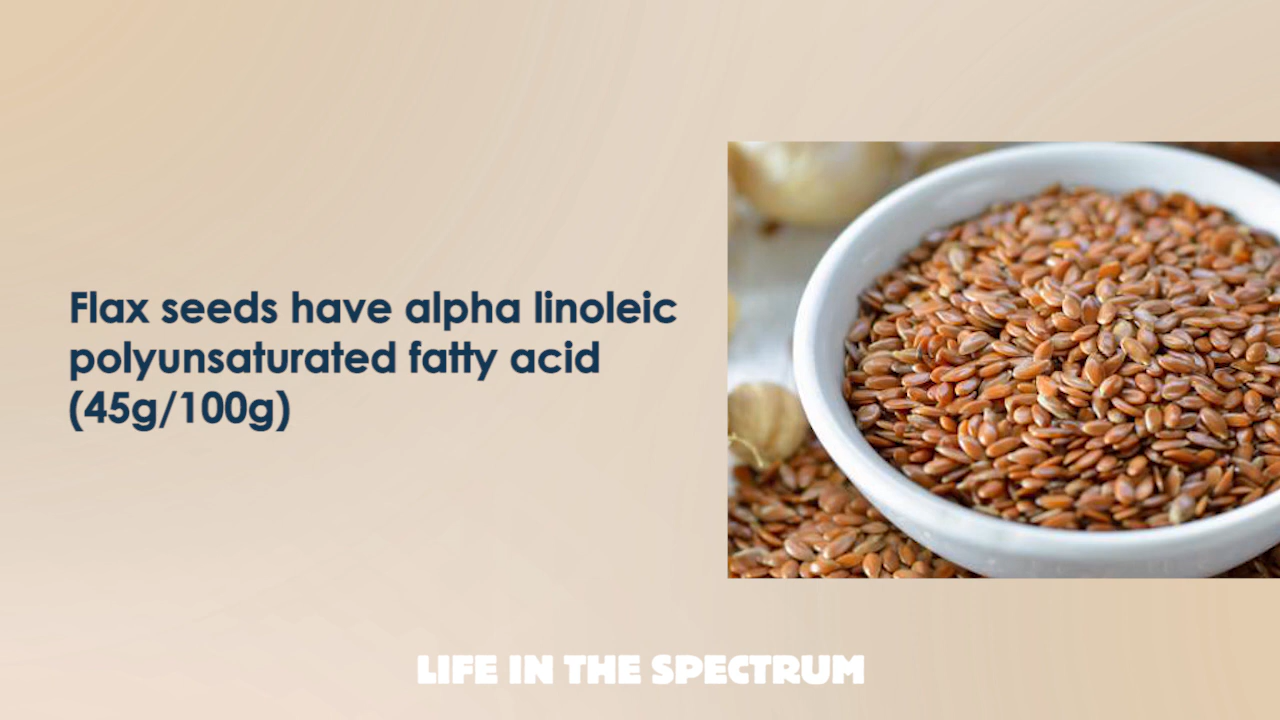 Flax seeds have alpha linoleic
polyunsaturated fatty acid
(45g/100g)
LIFE IN THE SPECTRUM